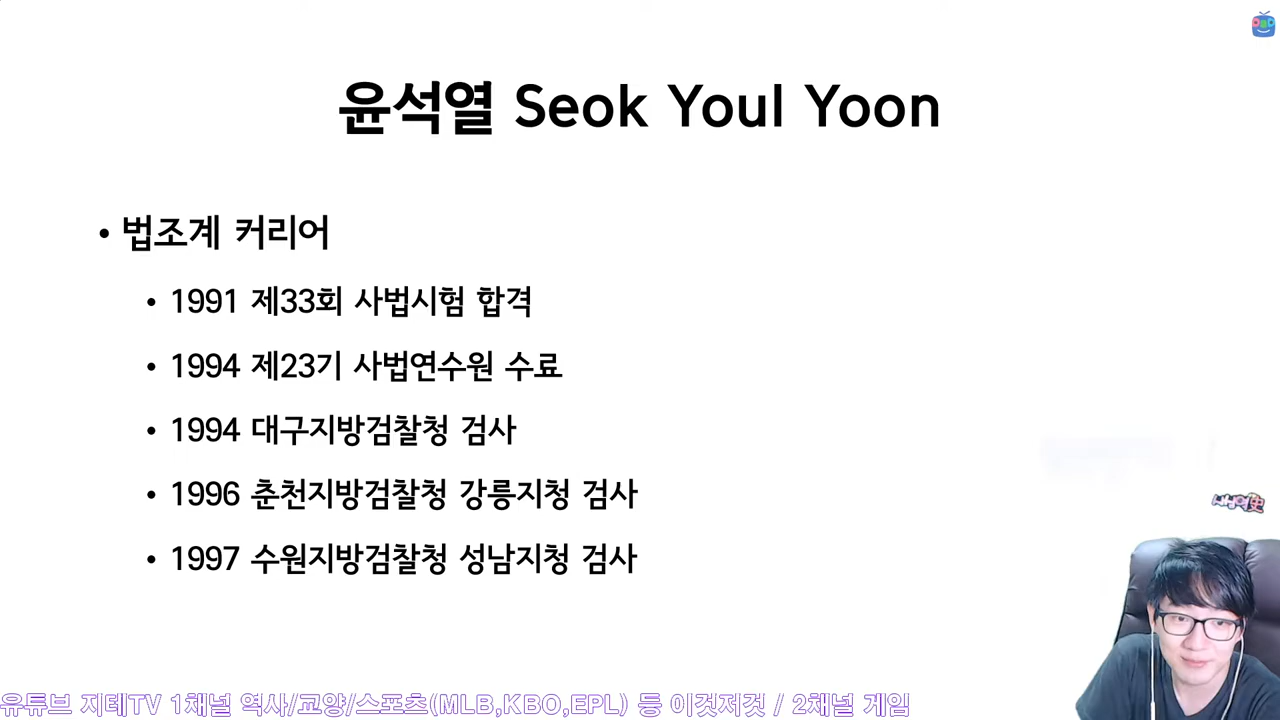 윤석열 Seok Youl Yoon
• 법조계 커리어
• 1991 제33회 사법시험 합격
• 1994 제23기 사법연수원 수료
• 1994 대구지방검찰청 검사
• 1996 춘천지방검찰청 강릉지청 검사
• 1997 수원지방검찰청 성남지청 검사
유튜브 지테TV 1채널 역사/교양/스포츠(MLB,KBO,EPL) 등 이것저것 / 2채널 게임